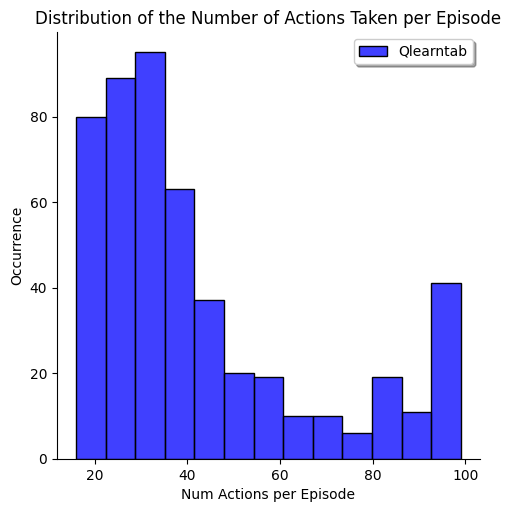 Distribution of the Number of Actions Taken per Episode
Qlearntab
80
60
40
20
0
Occurrence
20 40 60 80 100
Num Actions per Episode